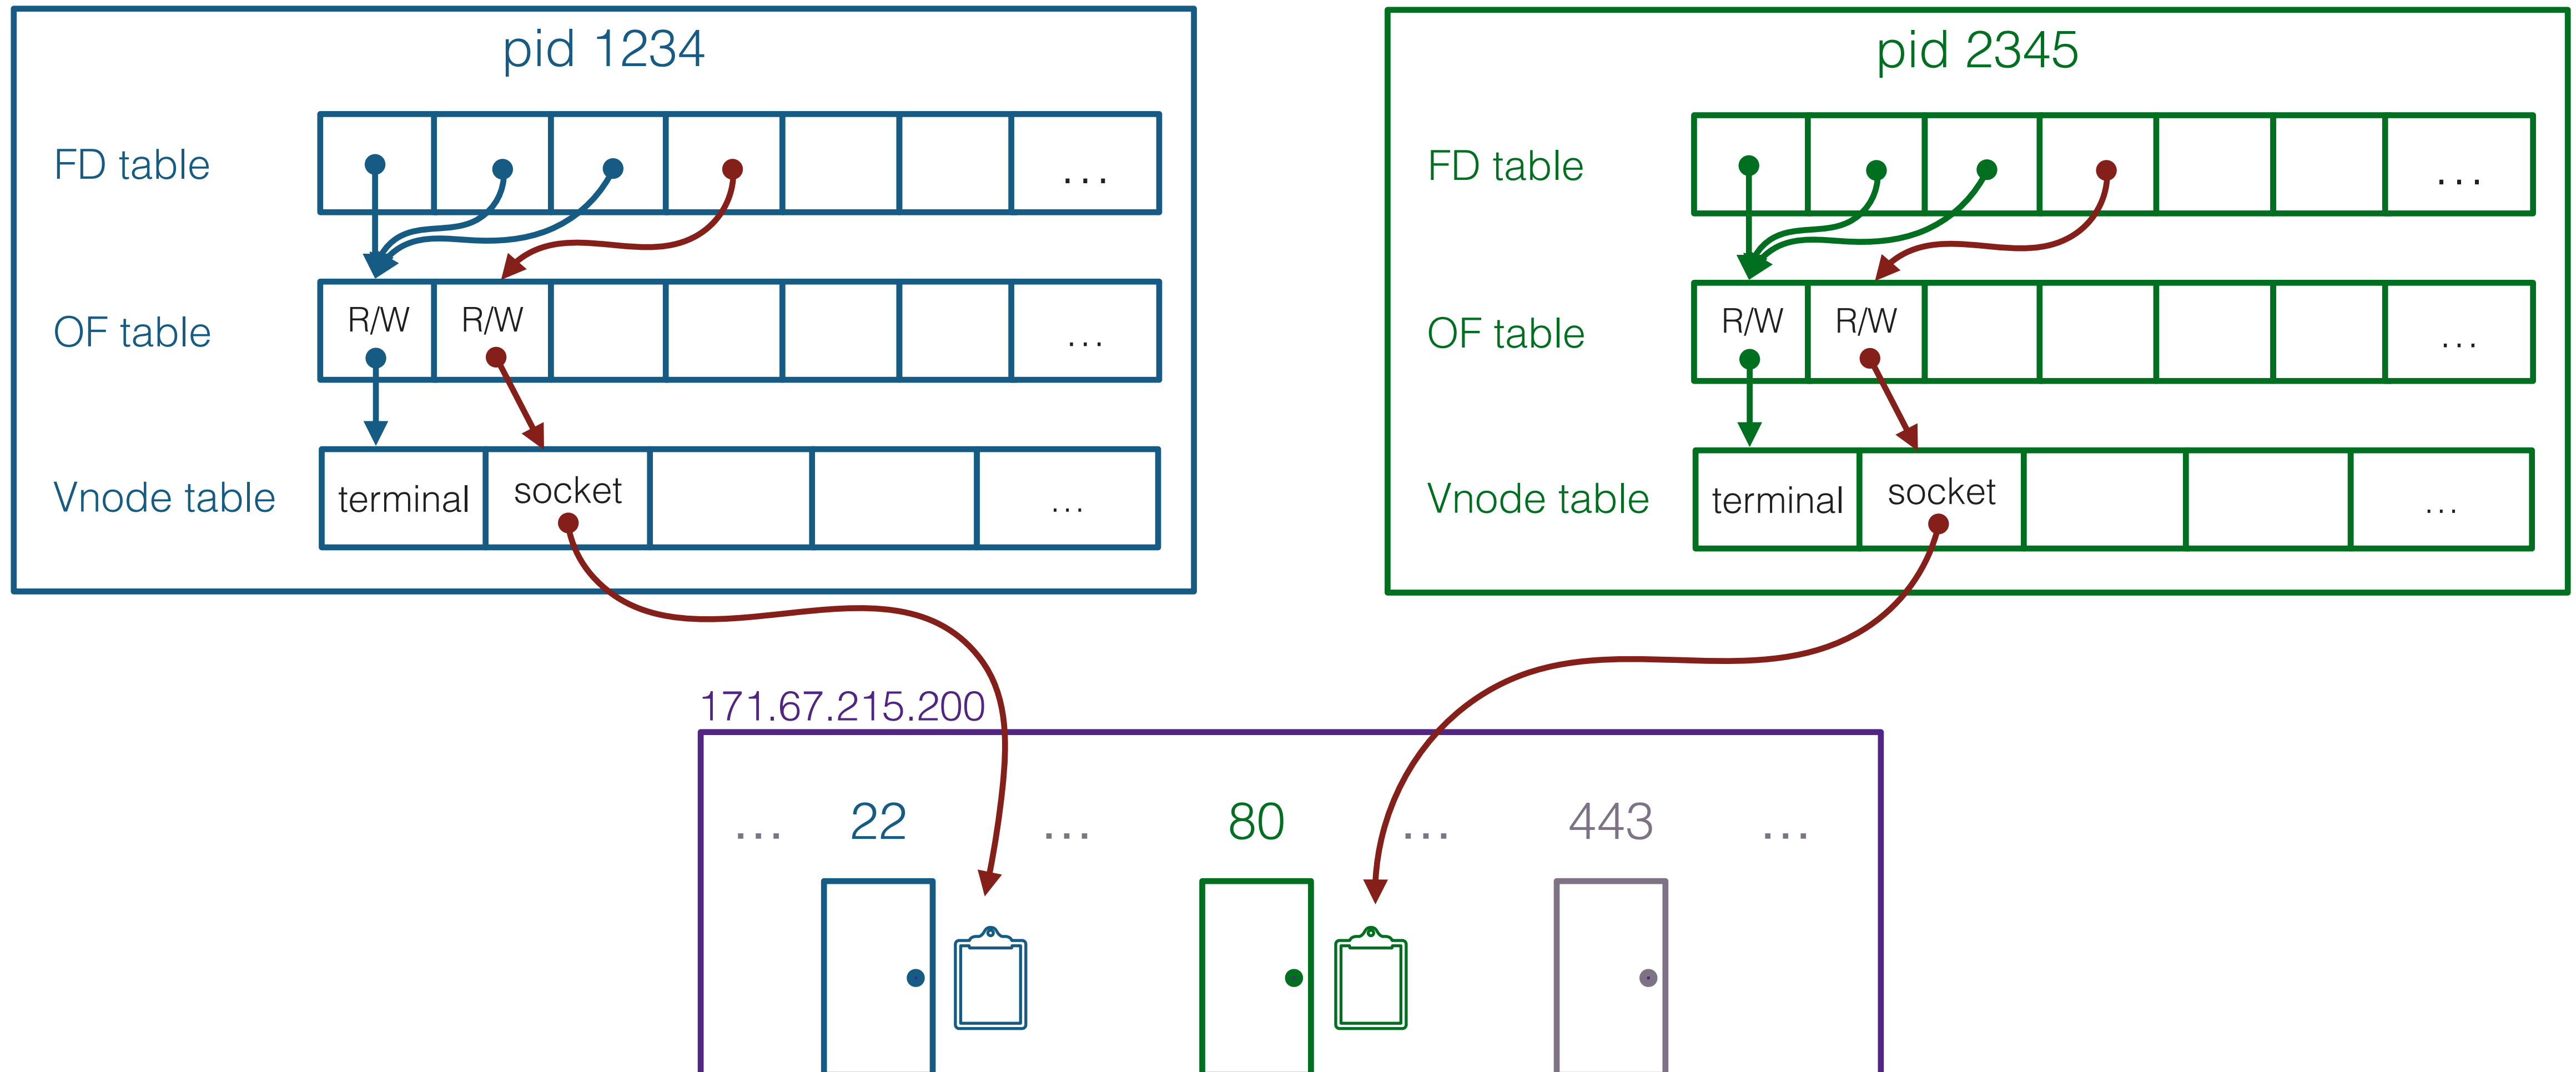 pid 1234
FD table
...
OF table
R/W R/W ...
Vnode table
terminal socket ...
pid 2345
FD table
...
OF table
R/W R/W ...
Vnode table
terminal socket ...
171.67.215.200
... 22 ... 80 ... 443 ...